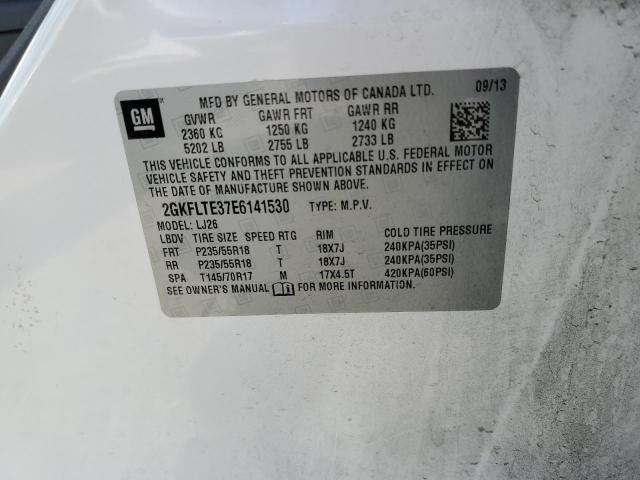 GM
MFD BY GENERAL MOTORS OF CANADA LTD. 09/13
GVWR GAWR FRT GAWR RR
2360 KG 1250 KG 1240 KG
5202 LB 2755 LB 2733 LB
THIS VEHICLE CONFORMS TO ALL APPLICABLE U.S. FEDERAL MOTOR
VEHICLE SAFETY AND THEFT PREVENTION STANDARDS IN EFFECT ON
THE DATE OF MANUFACTURE SHOWN ABOVE.
2GKFLTE37E6141530 TYPE: M.P.V.
MODEL: LJ26
LBDV TIRE SIZE SPEED RTG RIM COLD TIRE PRESSURE
FRT P235/55R18 T 18X7J 240KPA(35PSI)
RR P235/55R18 T 18X7J 240KPA(35PSI)
SPA T145/70R17 M 17X4.5T 420KPA(60PSI)
SEE OWNER'S MANUAL FOR MORE INFORMATION.